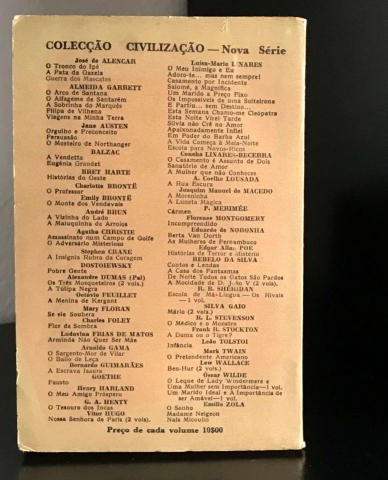 COLECÇÃO CIVILIZAÇÃO — Nova Série
José de ALENCAR
O Tronco do Ipê
A Pata da Gazela
Guerra dos Mascates
ALMEIDA GARRETT
O Arco de Santana
O Alfageme de Santarém
A Sobrinha do Marquês
Filipa de Vilhena
Viagens na Minha Terra
Jane AUSTEN
Orgulho e Preconceito
Persuasão
O Mosteiro de Northanger
BALZAC
A Vendetta
Eugénia Grandet
BRET HARTE
Histórias do Oeste
Charlotte BRONTË
O Professor
Emily BRONTË
O Monte dos Vendavais
André BRUN
A Vizinha do Lado
A Maluquinha de Arroios
Agatha CHRISTIE
Assassinato num Campo de Golfe
O Adversário Misterioso
Stephen CRANE
A Insígnia Rubra da Coragem
DOSTOIEWSKY
Pobre Gente
Alexandre DUMAS (Pai)
Os Três Mosqueteiros (2 vols.)
A Túlipa Negra
Octávio FEUILLET
A Menina de Kergant
Mary FLORAN
Se ele Soubera
Charles FOLEY
Flor de Sombra
Ludovina FRIAS DE MATOS
Arminda Não Quer Ser Mãe
Arnaldo GAMA
O Sargento-Mor de Vilar
O Bailo de Leça
Bernardo GUIMARÃES
A Escrava Isaura
GOETHE
Fausto
Henry HARLAND
O Meu Amigo Próspero
G. A. HENTY
O Tesouro dos Incas
Vítor HUGO
Nossa Senhora de Paris (2 vols.)
Luísa-Maria LINARES
O Meu Inimigo e Eu
Adoro-te... mas nem sempre!
Casamento por Incidente
Salomé, a Magnífica
Um Marido a Preço Fixo
Os Impossíveis de uma Solteirona
E Partiu... sem Destino...
Esta Semana Chamo-me Cleopatra
Esta Noite Virei Tarde
Sílvia não Crê no Amor
Apaixonadamente Infiel
Em Poder do Barba Azul
A Vida Começa à Meia-Noite
Escola para Novos-Ricos
Concha LINARES-BECERRA
O Casamento é Assunto de Dois
Sanatório de Amor
A Mulher que não Conheces
A. Coelho LOUSADA
A Rua Escura
Joaquim Manuel de MACEDO
A Moreninha
A Luneta Mágica
P. MERIMÉE
Cármen
Florence MONTGOMERY
Incompreendido
Eduardo de NORONHA
Berta Van Dorth
As Mulheres de Pernambuco
Edgar Allan POE
Histórias de Terror e Mistério
REBELO DA SILVA
Contos e Lendas
A Casa dos Fantasmas
De Noite Todos os Gatos São Pardos
A Mocidade de D. João V (2 vols.)
R. B. SHERIDAN
Escola de Má-Língua — Os Rivais
— 1 vol.
SILVA GAIO
Mário (2 vols.)
R. L. STEVENSON
O Médico e o Monstro
Frank R. STOCKTON
A Dama ou o Tigre?
Leão TOLSTOI
Infância
Mark TWAIN
O Pretendente Americano
Lew WALLACE
Ben-Hur (2 vols.)
Óscar WILDE
O Leque de Lady Windermere e
Uma Mulher sem Importância — 1 vol.
Um Marido Ideal e A Importância de
ser Amável — 1 vol.
Emília ZOLA
O Sonho
Madame Neigeon
Naïs Micoulin
Preço de cada volume 10$00